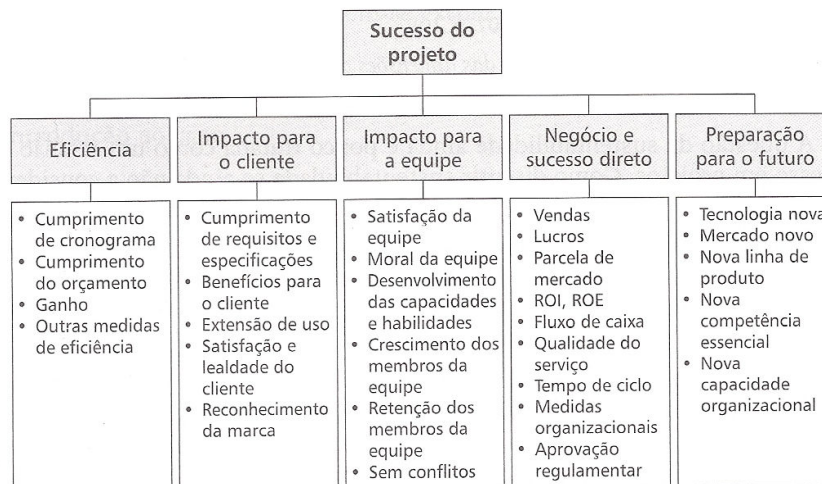 Sucesso do
projeto
Eficiência
Impacto para
o cliente
Impacto para
a equipe
Negócio e
sucesso direto
Preparação
para o futuro
• Cumprimento
de cronograma
• Cumprimento
do orçamento
• Ganho
• Outras medidas
de eficiência
• Cumprimento
de requisitos e
especificações
• Benefícios para
o cliente
• Extensão de uso
• Satisfação e
lealdade do
cliente
• Reconhecimento
da marca
• Satisfação da
equipe
• Moral da equipe
• Desenvolvimento
das capacidades
e habilidades
• Crescimento dos
membros da
equipe
• Retenção dos
membros da
equipe
• Sem conflitos
• Vendas
• Lucros
• Parcela de
mercado
• ROI, ROE
• Fluxo de caixa
• Qualidade do
serviço
• Tempo de ciclo
• Medidas
organizacionais
• Aprovação
regulamentar
• Tecnologia nova
• Mercado novo
• Nova linha de
produto
• Nova
competência
essencial
• Nova
capacidade
organizacional